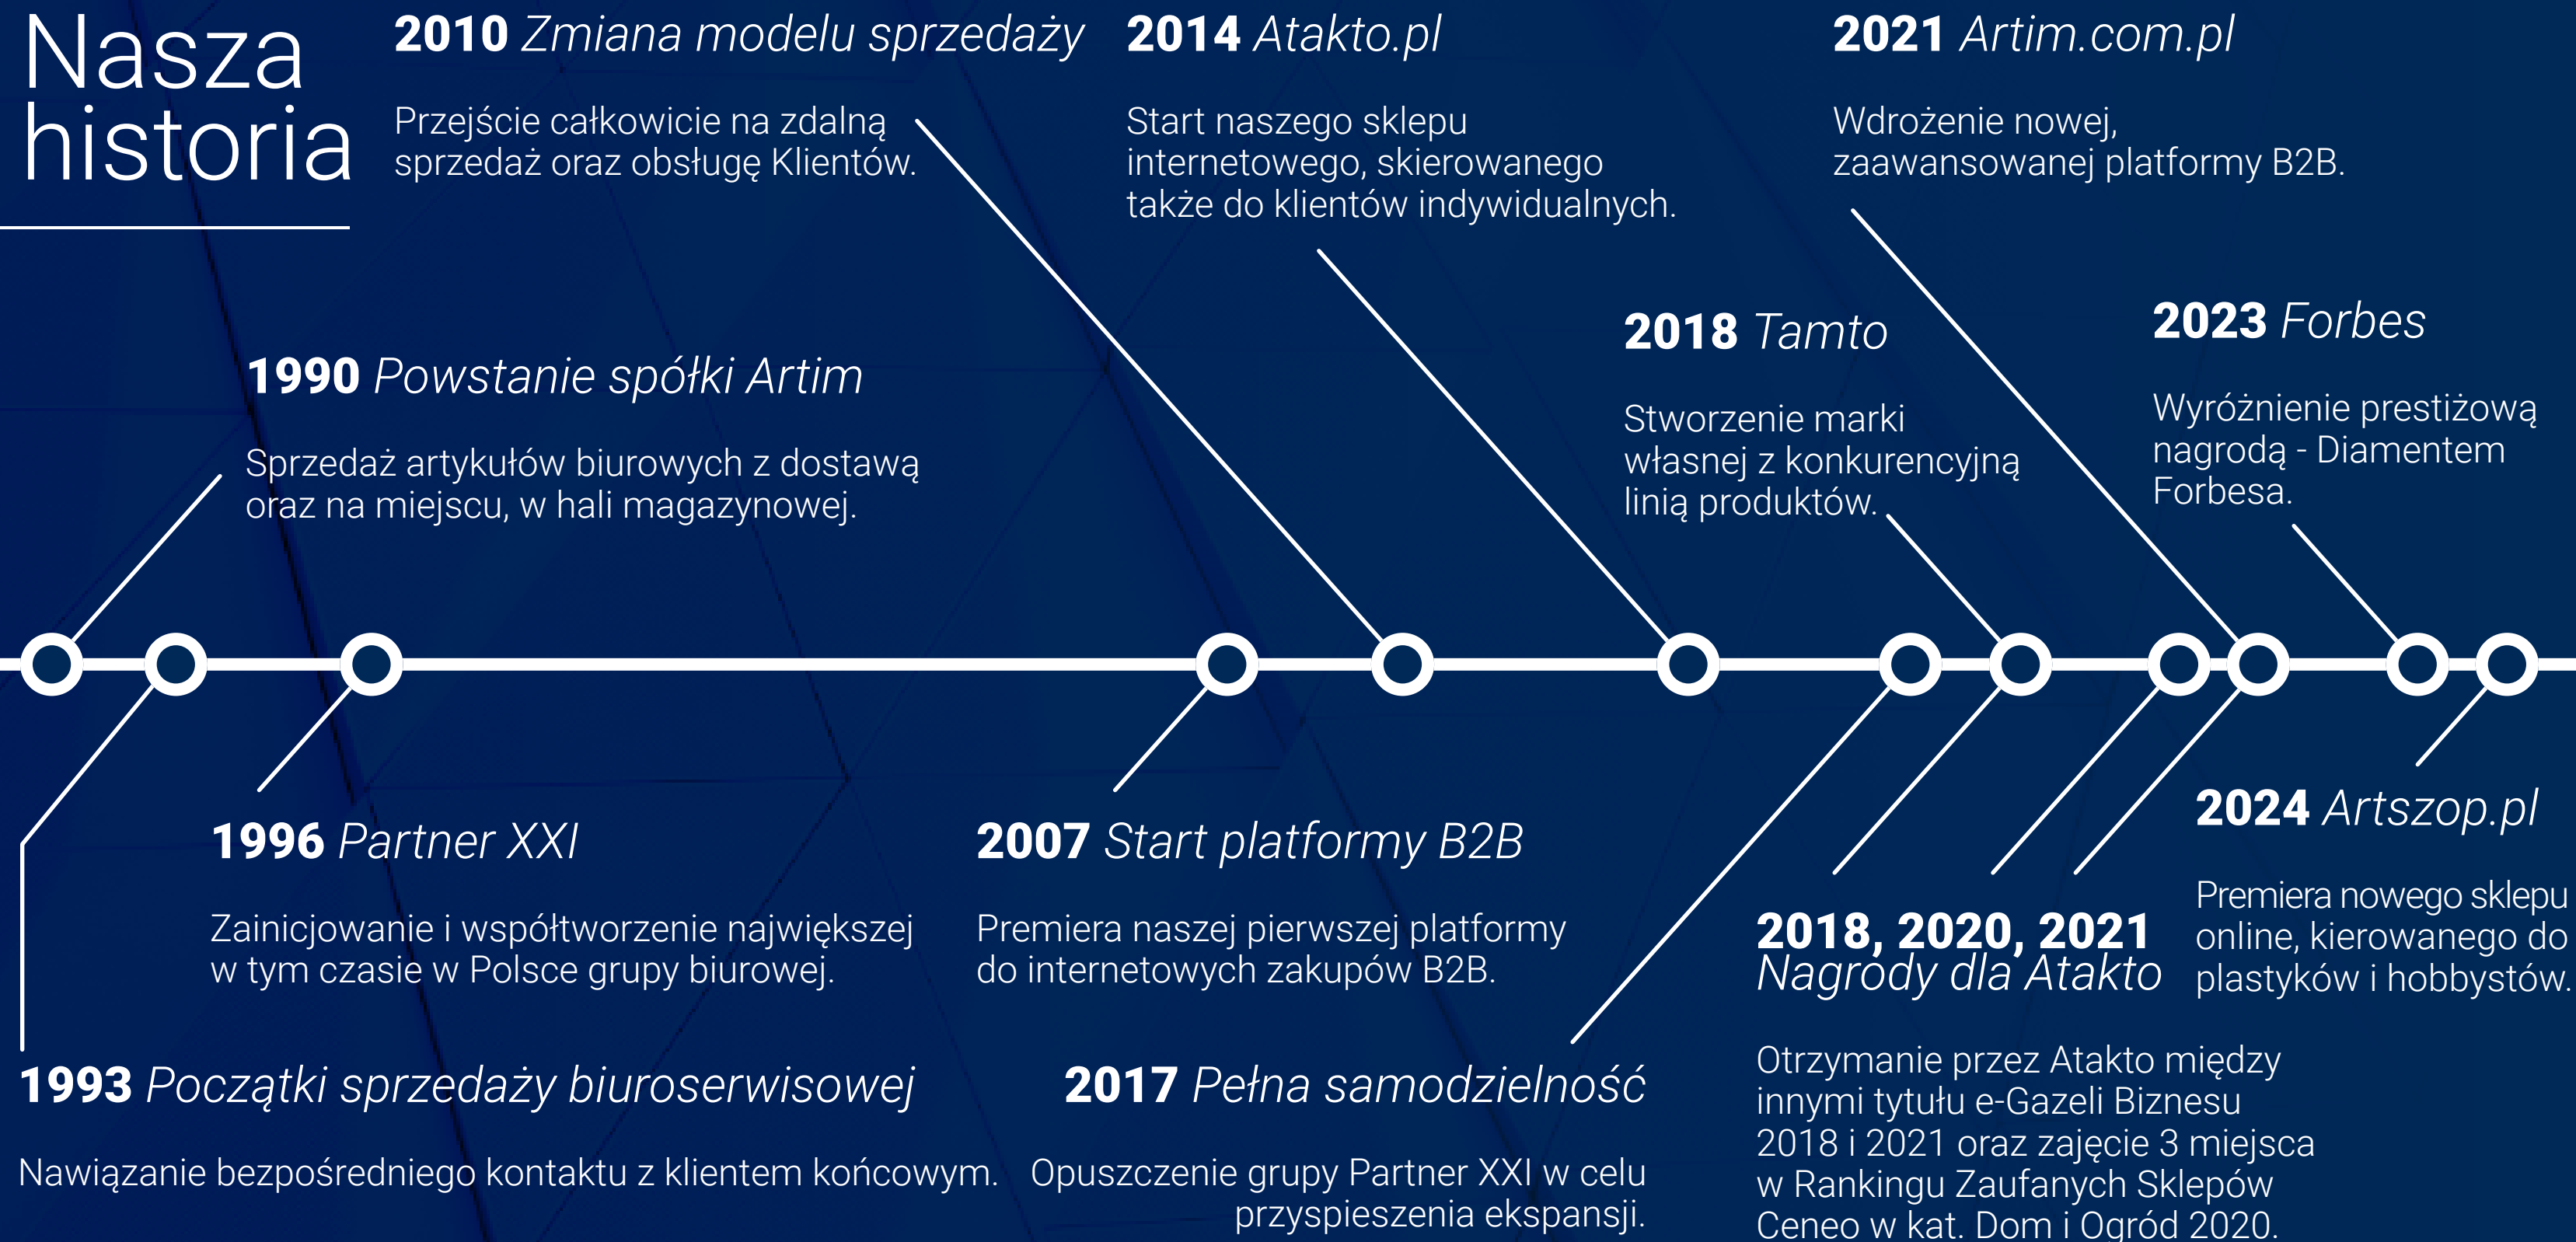 Nasza
historia
2010 Zmiana modelu sprzedaży
Przejście całkowicie na zdalną
sprzedaż oraz obsługę Klientów.
2014 Atakto.pl
Start naszego sklepu
internetowego, skierowanego
także do klientów indywidualnych.
2021 Artim.com.pl
Wdrożenie nowej,
zaawansowanej platformy B2B.
1990 Powstanie spółki Artim
Sprzedaż artykułów biurowych z dostawą
oraz na miejscu, w hali magazynowej.
2018 Tamto
Stworzenie marki
własnej z konkurencyjną
linią produktów.
2023 Forbes
Wyróżnienie prestiżową
nagrodą - Diamentem
Forbesa.
1996 Partner XXI
Zainicjowanie i współtworzenie największej
w tym czasie w Polsce grupy biurowej.
2007 Start platformy B2B
Premiera naszej pierwszej platformy
do internetowych zakupów B2B.
2024 Artszop.pl
Premiera nowego sklepu
online, kierowanego do
plastyków i hobbystów.
1993 Początki sprzedaży biuroserwisowej
Nawiązanie bezpośredniego kontaktu z klientem końcowym.
2017 Pełna samodzielność
Opuszczenie grupy Partner XXI w celu
przyspieszenia ekspansji.
2018, 2020, 2021
Nagrody dla Atakto
Otrzymanie przez Atakto między
innymi tytułu e-Gazeli Biznesu
2018 i 2021 oraz zajęcie 3 miejsca
w Rankingu Zaufanych Sklepów
Ceneo w kat. Dom i Ogród 2020.